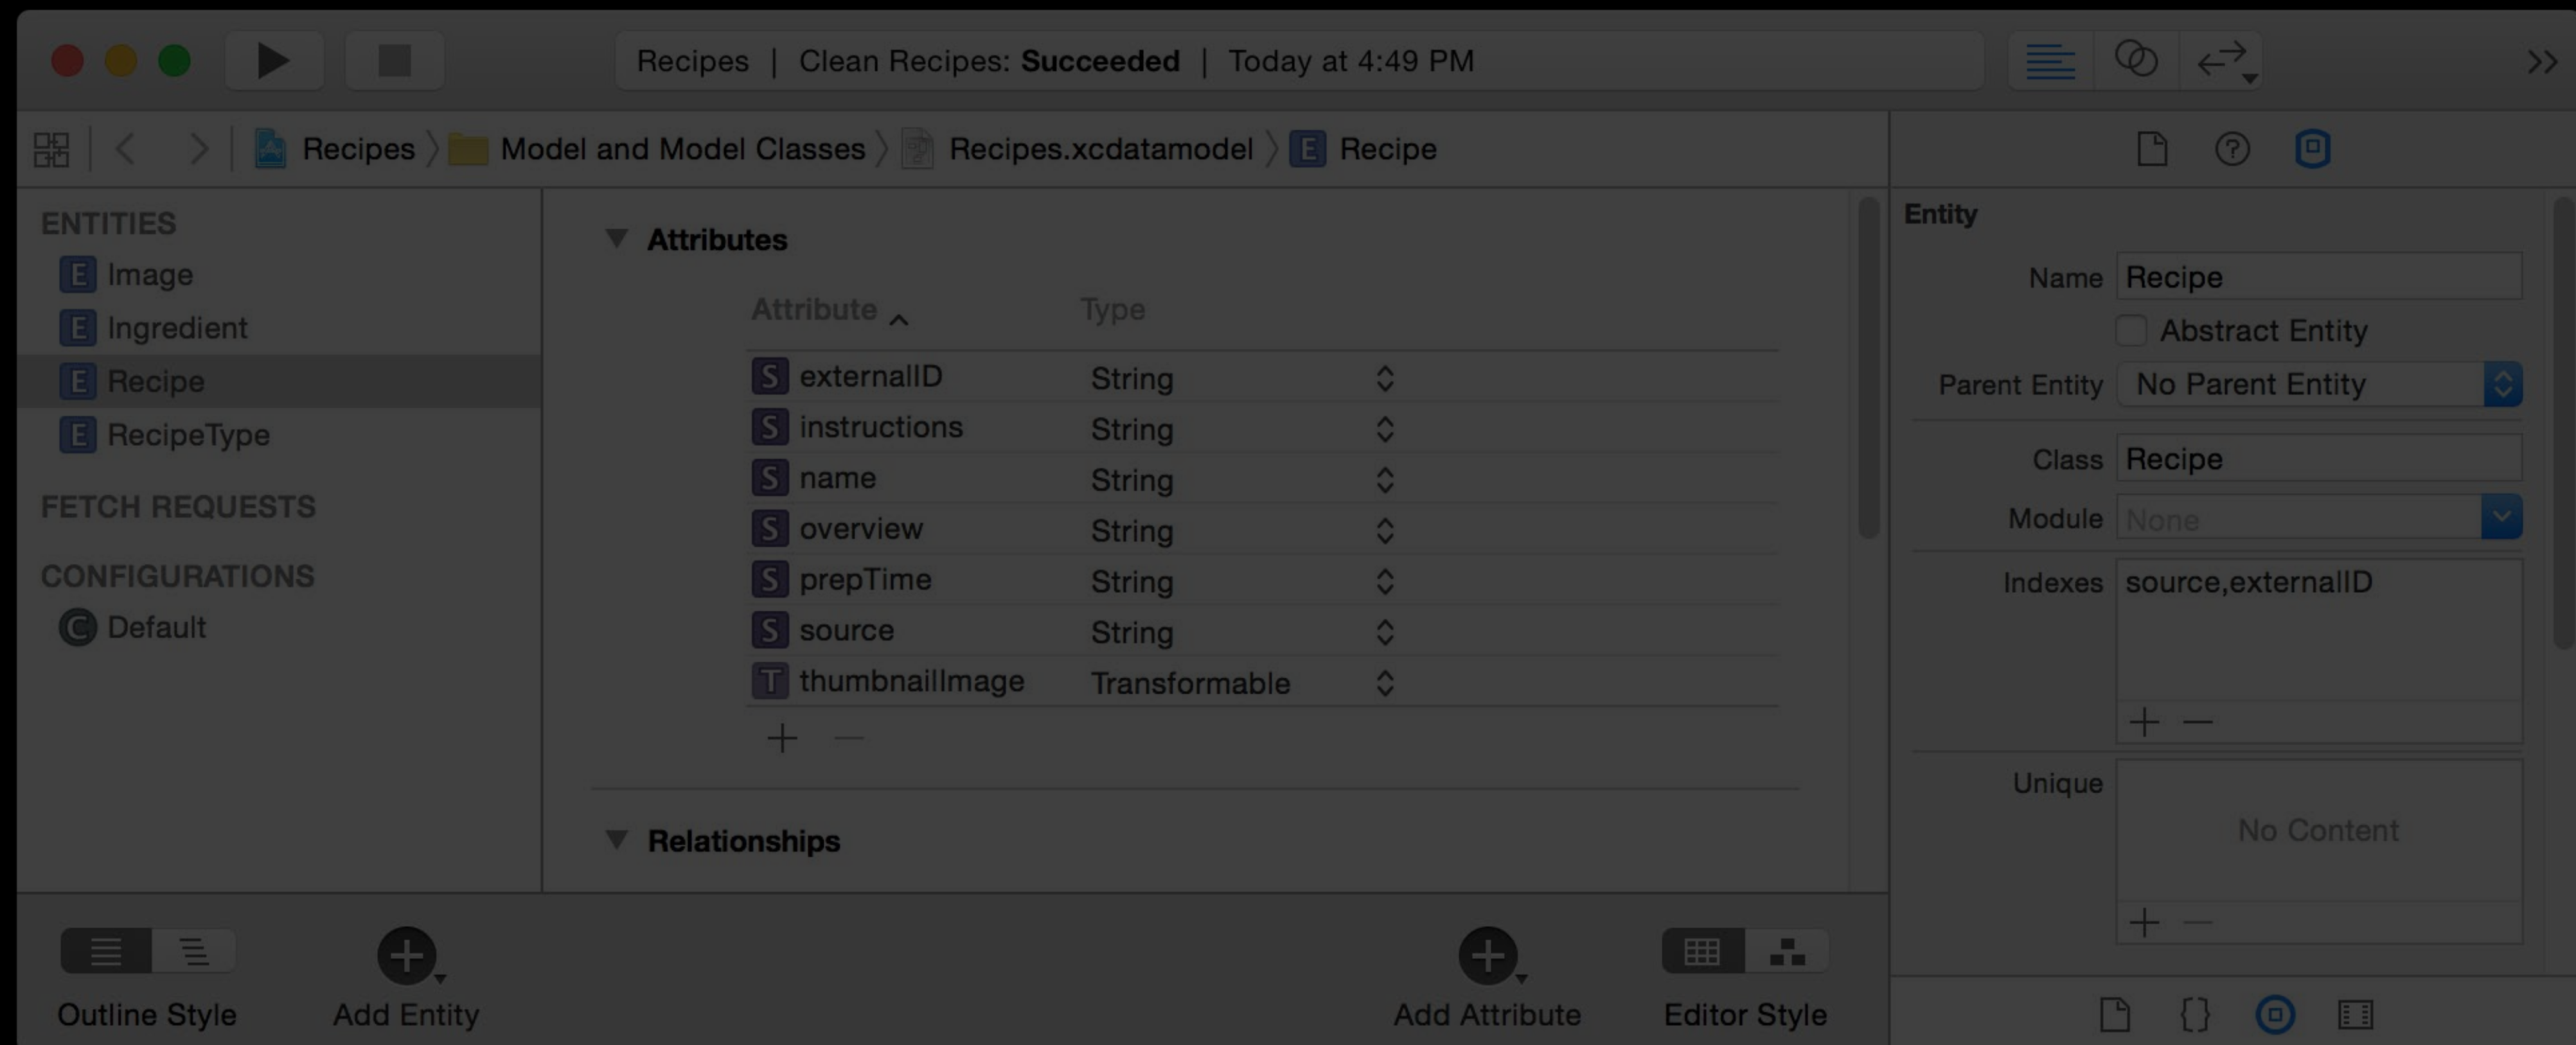 Recipes | Clean Recipes: Succeeded | Today at 4:49 PM
Recipes Model and Model Classes Recipes.xcdatamodel E Recipe
ENTITIES
E Image
E Ingredient
E Recipe
E RecipeType
FETCH REQUESTS
CONFIGURATIONS
C Default
Attributes
Attribute Type
S externalID String
S instructions String
S name String
S overview String
S prepTime String
S source String
T thumbnailImage Transformable
Relationships
Entity
Name Recipe
Abstract Entity
Parent Entity No Parent Entity
Class Recipe
Module None
Indexes source,externalID
Unique No Content
Outline Style Add Entity Add Attribute Editor Style